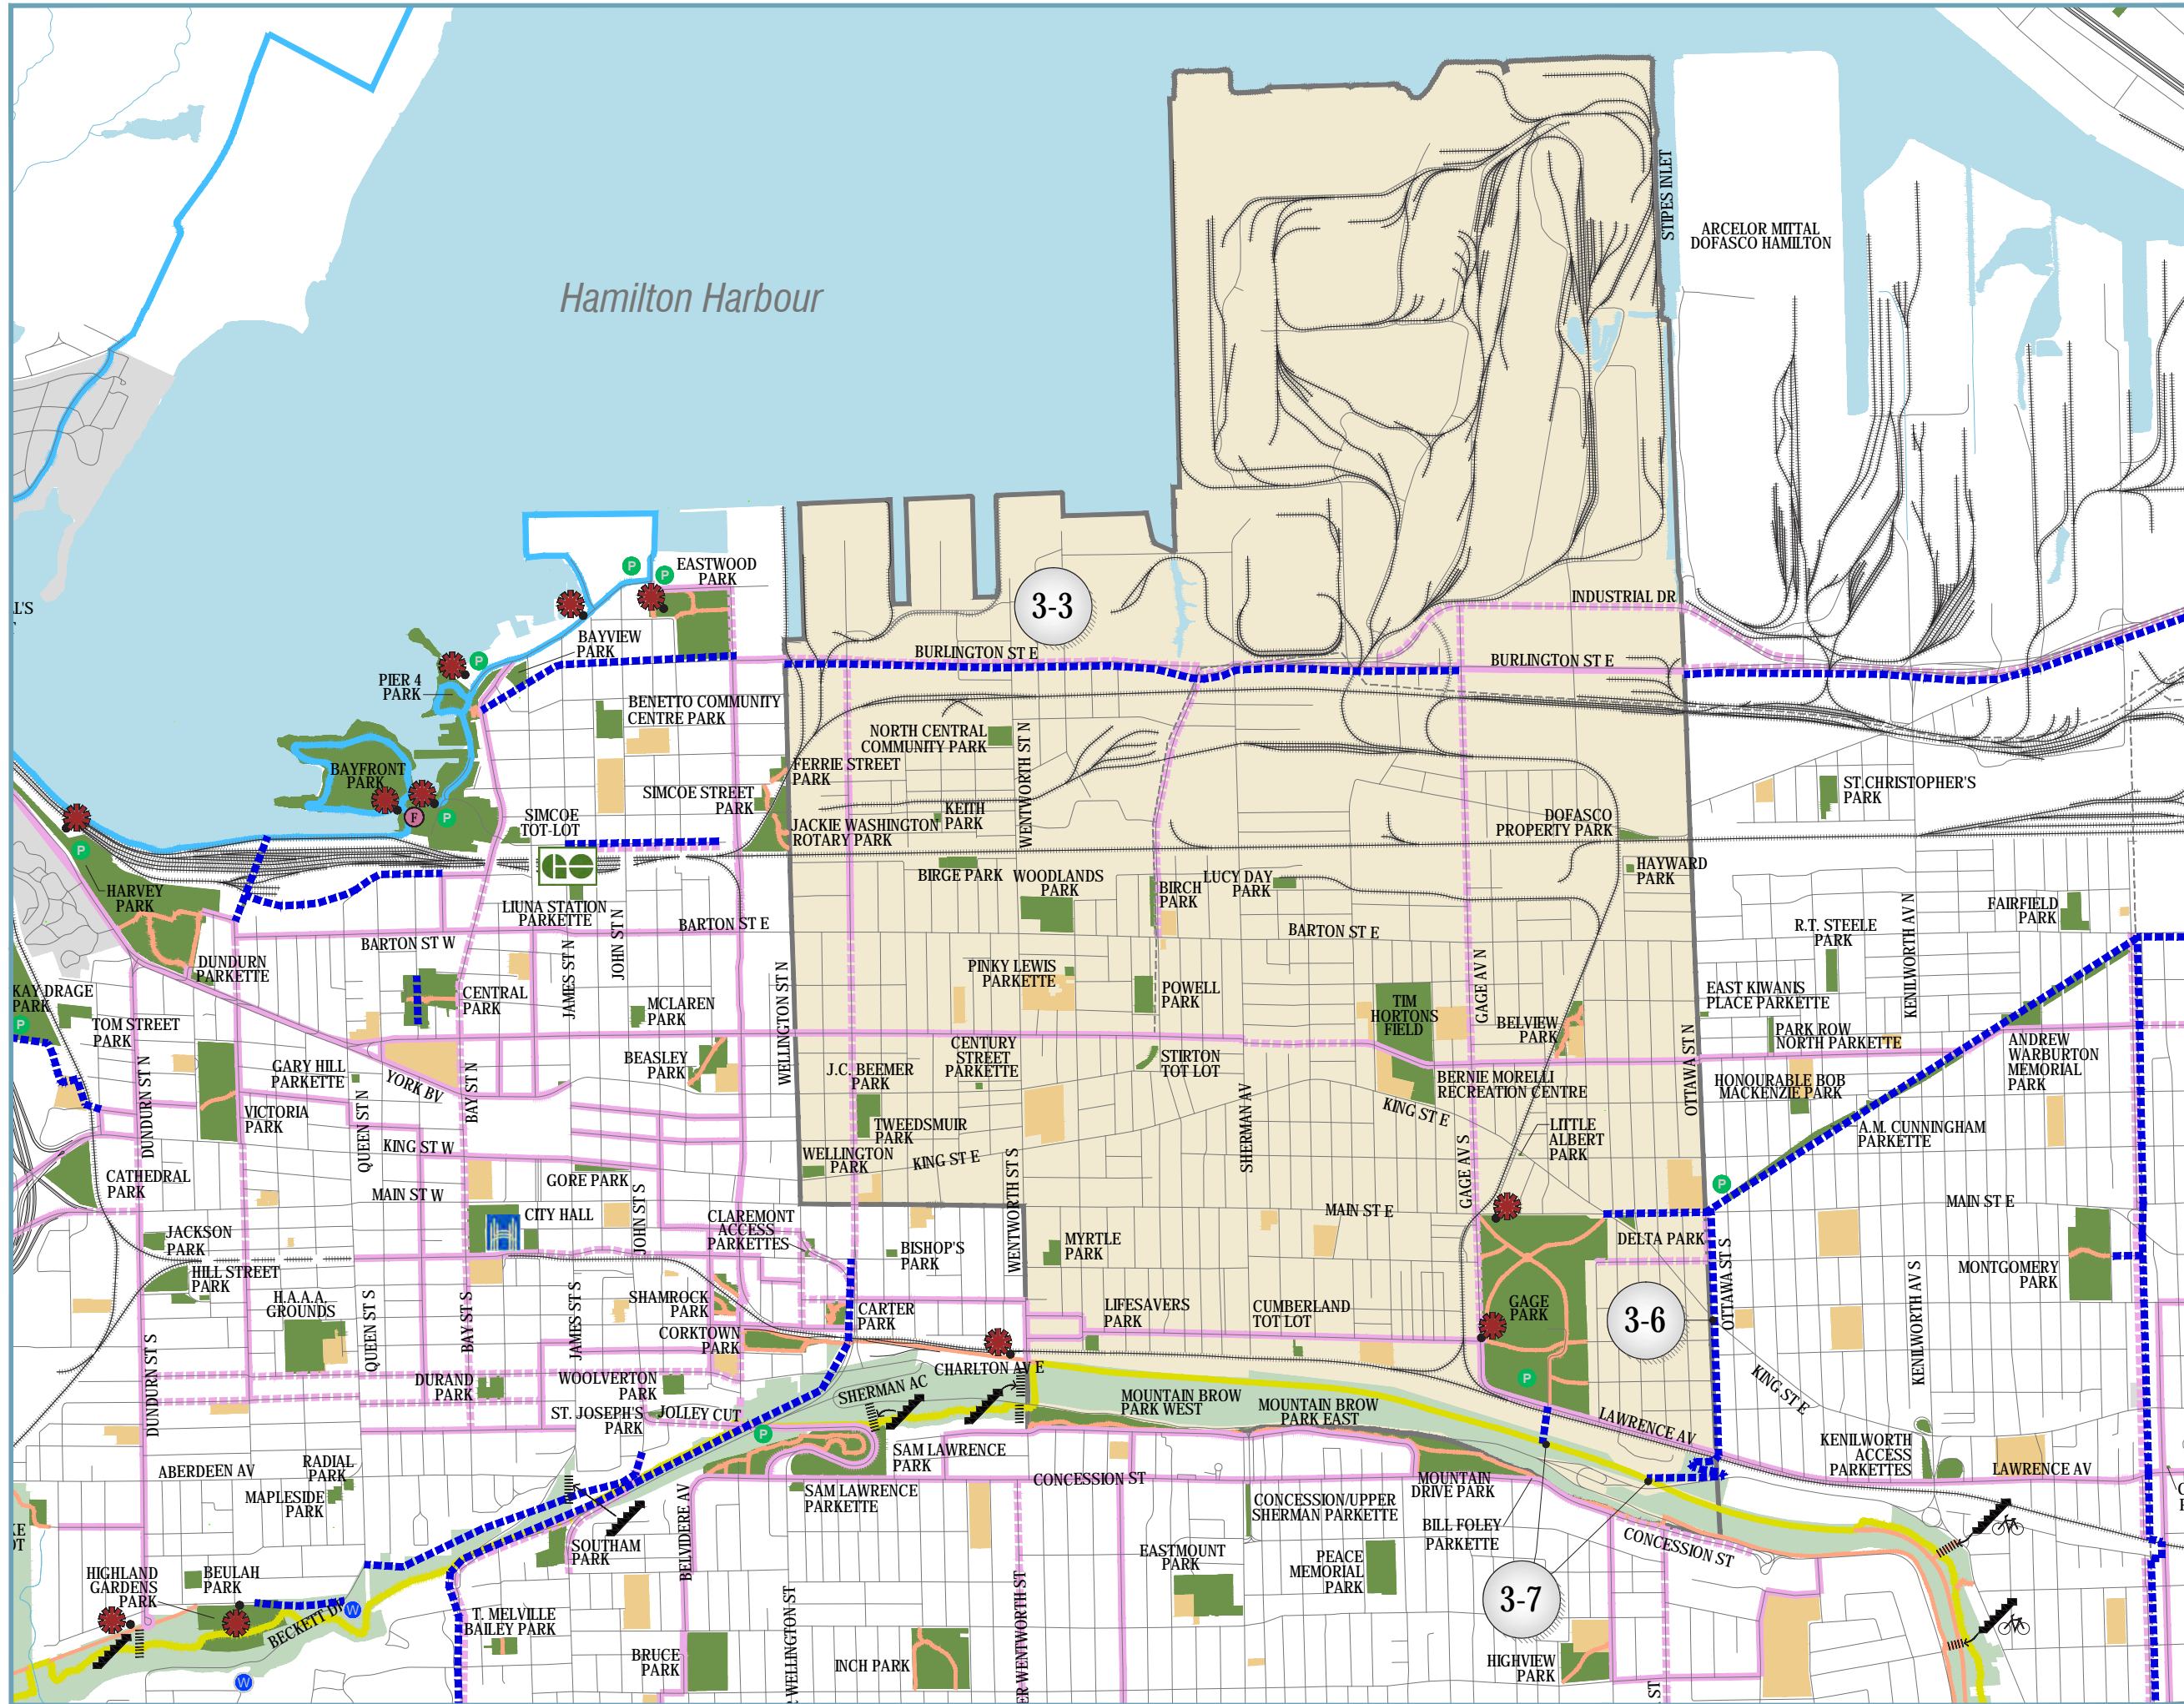 STIPES INLET
ARCELOR MITTAL
DOFASCO HAMILTON
Hamilton Harbour
EASTWOOD
PARK
3-3
INDUSTRIAL DR
BAYVIEW
PARK
BURLINGTON ST E
BURLINGTON ST E
PIER 4
PARK
BENETTO COMMUNITY
CENTRE PARK
NORTH CENTRAL
COMMUNITY PARK
WENTWORTH ST N
FERRIE STREET
PARK
BAYFRONT
PARK
SIMCOE STREET
PARK
ST.CHRISTOPHER'S
PARK
SIMCOE
TOT-LOT
KEITH
PARK
JACKIE WASHINGTON
ROTARY PARK
DOFASCO
PROPERTY PARK
HAYWARD
PARK
HARVEY
PARK
BIRGE PARK
WOODLANDS
PARK
BIRCH
PARK
LUCY DAY
PARK
LIUNA STATION
PARKETTE
JOHN ST N
BARTON ST E
BARTON ST W
BARTON ST E
FAIRFIELD
PARK
R.T. STEELE
PARK
KENILWORTH AV N
DUNDURN
PARKETTE
JAMES ST N
PINKY LEWIS
PARKETTE
GAGE AV N
KAY DRAGE
PARK
CENTRAL
PARK
MCLAREN
PARK
WELLINGTON ST N
POWELL
PARK
TIM
HORTONS
FIELD
EAST KIWANIS
PLACE PARKETTE
TOM STREET
PARK
BELVIEW
PARK
PARK ROW
NORTH PARKETTE
OTTAWA ST N
CENTURY
STREET
PARKETTE
STIRTON
TOT LOT
ANDREW
WARBURTON
MEMORIAL
PARK
BEASLEY
PARK
J.C. BEEMER
PARK
GARY HILL
PARKETTE
YORK BV
BERNIE MORELLI
RECREATION CENTRE
HONOURABLE BOB
MACKENZIE PARK
DUNDURN ST N
VICTORIA
PARK
QUEEN ST N
BAY ST N
KING ST W
TWEEDSMUIR
PARK
KING ST E
SHERMAN AV
LITTLE
ALBERT
PARK
A.M. CUNNINGHAM
PARKETTE
WELLINGTON
PARK
KING ST E
GAGE AV S
CATHEDRAL
PARK
GORE PARK
MAIN ST W
JOHN ST S
WENTWORTH ST S
MAIN ST E
MAIN ST E
CITY HALL
CLAREMONT
ACCESS
PARKETTES
JACKSON
PARK
BISHOP'S
PARK
MYRTLE
PARK
DELTA PARK
OTTAWA ST S
HILL STREET
PARK
MONTGOMERY
PARK
KENILWORTH AV S
H.A.A.A.
GROUNDS
SHAMROCK
PARK
CARTER
PARK
LIFESAVERS
PARK
CUMBERLAND
TOT LOT
GAGE
PARK
3-6
QUEEN ST S
BAY ST S
JAMES ST S
CORKTOWN
PARK
DUNDURN ST S
CHARLTON AV E
DURAND
PARK
WOOLVERTON
PARK
SHERMAN AC
MOUNTAIN BROW
PARK WEST
MOUNTAIN BROW
PARK EAST
KING ST E
ST. JOSEPH'S
PARK
JOLLEY CUT
LAWRENCE AV
SAM LAWRENCE
PARK
KENILWORTH
ACCESS
PARKETTES
LAWRENCE AV
ABERDEEN AV
RADIAL
PARK
MAPLESIDE
PARK
CONCESSION ST
MOUNTAIN
DRIVE PARK
SAM LAWRENCE
PARKETTE
BELVIDERE AV
CONCESSION/UPPER
SHERMAN PARKETTE
BILL FOLEY
PARKETTE
CONCESSION ST
SOUTHAM
PARK
EASTMOUNT
PARK
PEACE
MEMORIAL
PARK
HIGHLAND
GARDENS
PARK
BEULAH
PARK
BECKETT DR
3-7
T. MELVILLE
BAILEY PARK
BRUCE
PARK
INCH PARK
WELLINGTON ST
ER WENTWORTH ST
HIGHVIEW
PARK
ST
P
P
P
P
P
P
P
P
P
F
W
W